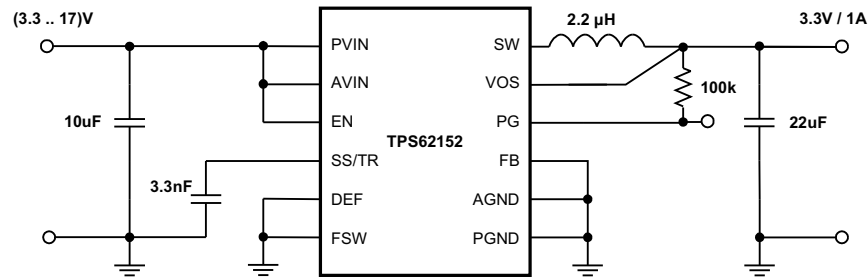 (3.3 .. 17)V
2.2 µH
3.3V / 1A
PVIN
SW
AVIN
VOS
100k
10uF
EN
PG
22uF
TPS62152
SS/TR
FB
3.3nF
DEF
AGND
FSW
PGND